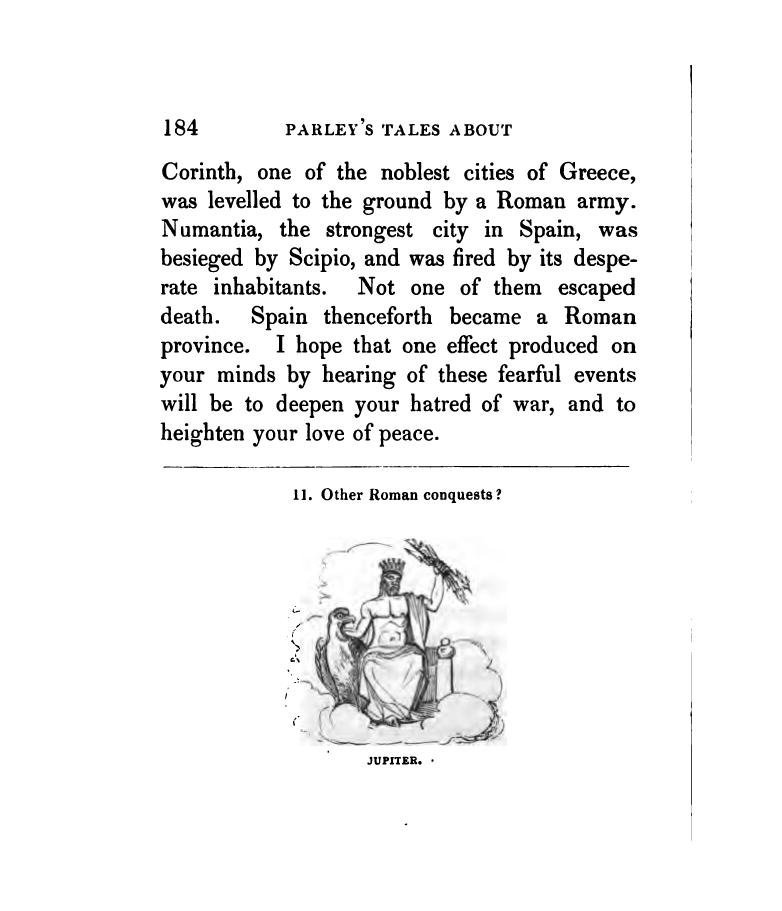 184 PARLEY'S TALES ABOUT
Corinth, one of the noblest cities of Greece,
was levelled to the ground by a Roman army.
Numantia, the strongest city in Spain, was
besieged by Scipio, and was fired by its despe-
rate inhabitants. Not one of them escaped
death. Spain thenceforth became a Roman
province. I hope that one effect produced on
your minds by hearing of these fearful events
will be to deepen your hatred of war, and to
heighten your love of peace.
11. Other Roman conquests?
JUPITER.